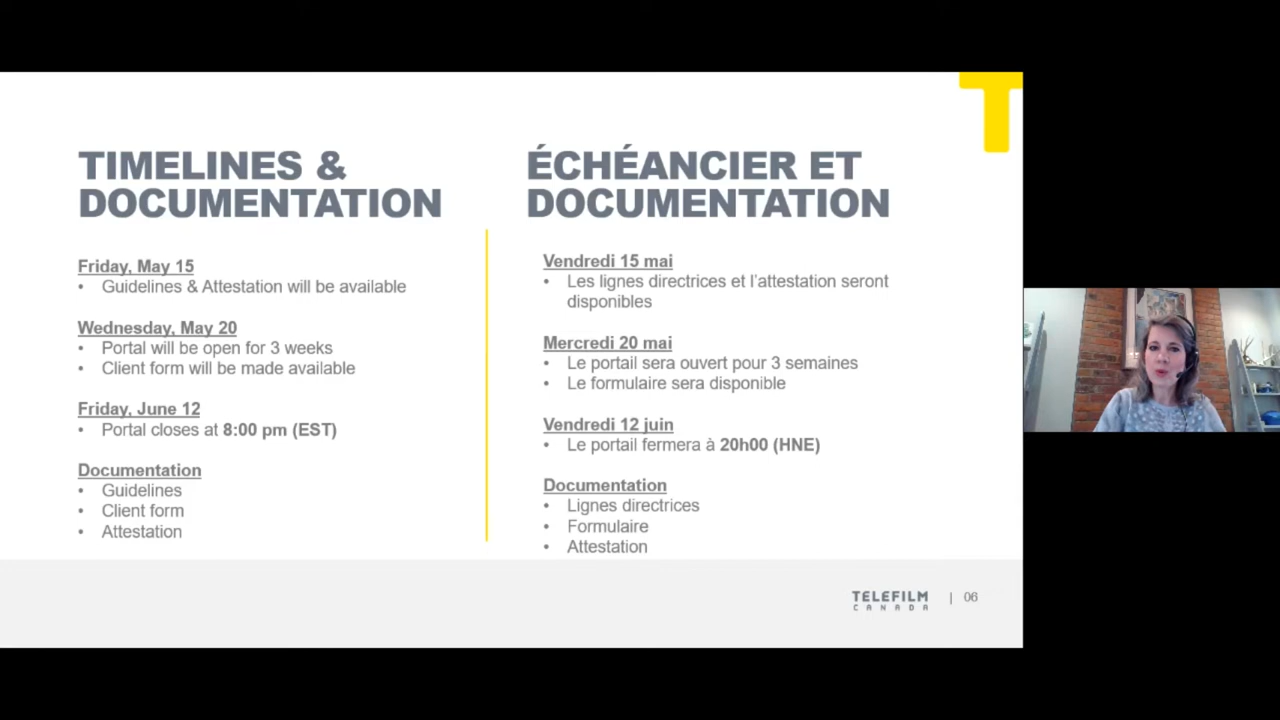 TIMELINES &
DOCUMENTATION
Friday, May 15
• Guidelines & Attestation will be available
Wednesday, May 20
• Portal will be open for 3 weeks
• Client form will be made available
Friday, June 12
• Portal closes at 8:00 pm (EST)
Documentation
• Guidelines
• Client form
• Attestation
ÉCHÉANCIER ET
DOCUMENTATION
Vendredi 15 mai
• Les lignes directrices et l'attestation seront
disponibles
Mercredi 20 mai
• Le portail sera ouvert pour 3 semaines
• Le formulaire sera disponible
Vendredi 12 juin
• Le portail fermera à 20h00 (HNE)
Documentation
• Lignes directrices
• Formulaire
• Attestation
T
TELEFILM
CANADA
| 06